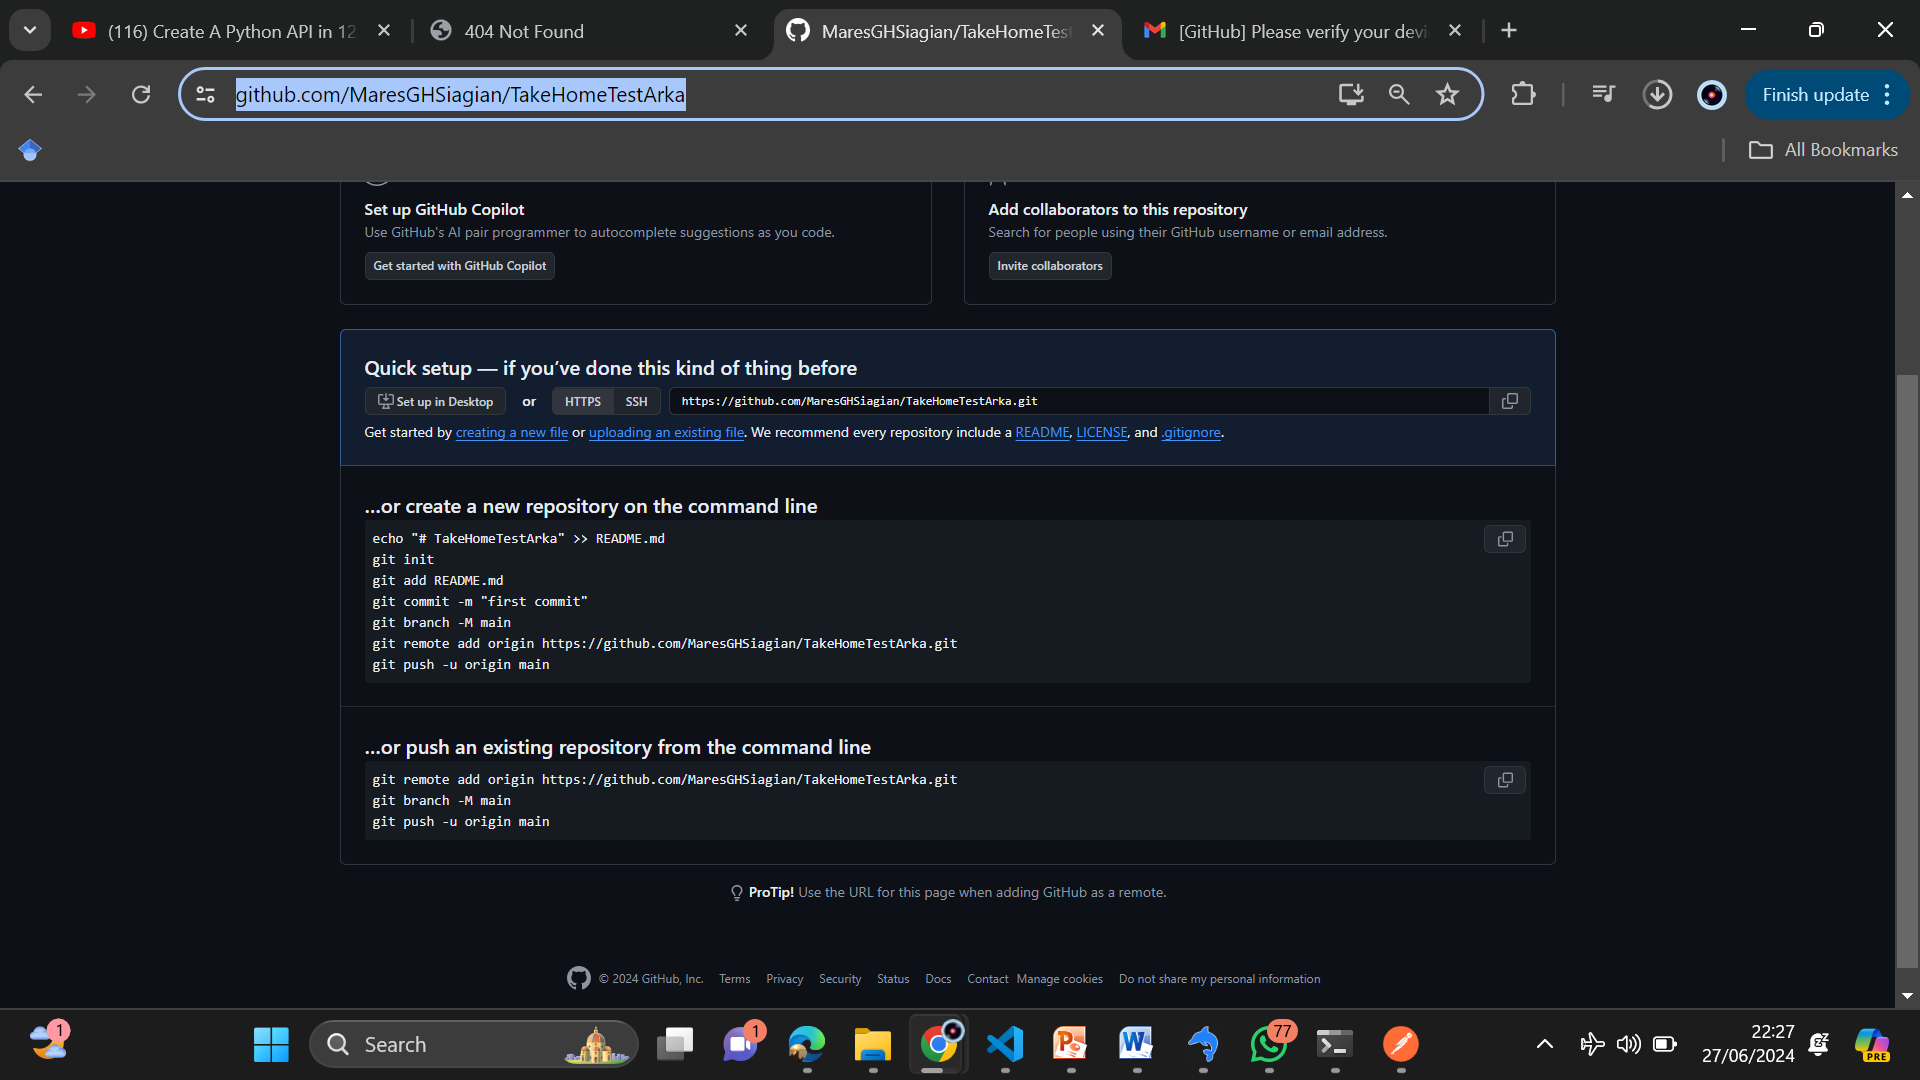 (116) Create A Python API in 12
404 Not Found
MaresGHSiagian/TakeHomeTes
[GitHub] Please verify your devi
github.com/MaresGHSiagian/TakeHomeTestArka
Finish update
All Bookmarks
Set up GitHub Copilot
Use GitHub's AI pair programmer to autocomplete suggestions as you code.
Get started with GitHub Copilot
Add collaborators to this repository
Search for people using their GitHub username or email address.
Invite collaborators
Quick setup — if you've done this kind of thing before
Set up in Desktop or HTTPS SSH https://github.com/MaresGHSiagian/TakeHomeTestArka.git
Get started by creating a new file or uploading an existing file. We recommend every repository include a README, LICENSE, and .gitignore.
...or create a new repository on the command line
echo "# TakeHomeTestArka" >> README.md
git init
git add README.md
git commit -m "first commit"
git branch -M main
git remote add origin https://github.com/MaresGHSiagian/TakeHomeTestArka.git
git push -u origin main
...or push an existing repository from the command line
git remote add origin https://github.com/MaresGHSiagian/TakeHomeTestArka.git
git branch -M main
git push -u origin main
ProTip! Use the URL for this page when adding GitHub as a remote.
© 2024 GitHub, Inc. Terms Privacy Security Status Docs Contact Manage cookies Do not share my personal information
1
Search
1
77
22:27
27/06/2024
PRE